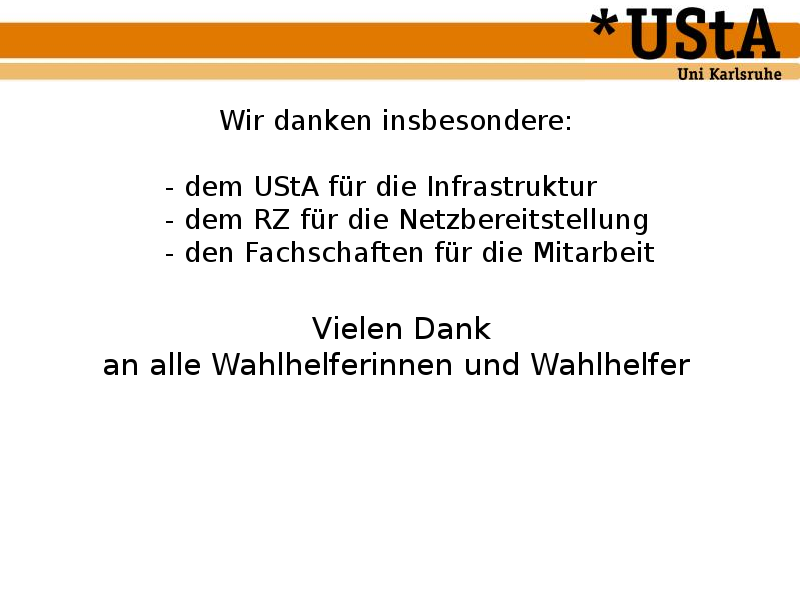 *UStA
Uni Karlsruhe
Wir danken insbesondere:
- dem UStA für die Infrastruktur
- dem RZ für die Netzbereitstellung
- den Fachschaften für die Mitarbeit
Vielen Dank
an alle Wahlhelferinnen und Wahlhelfer